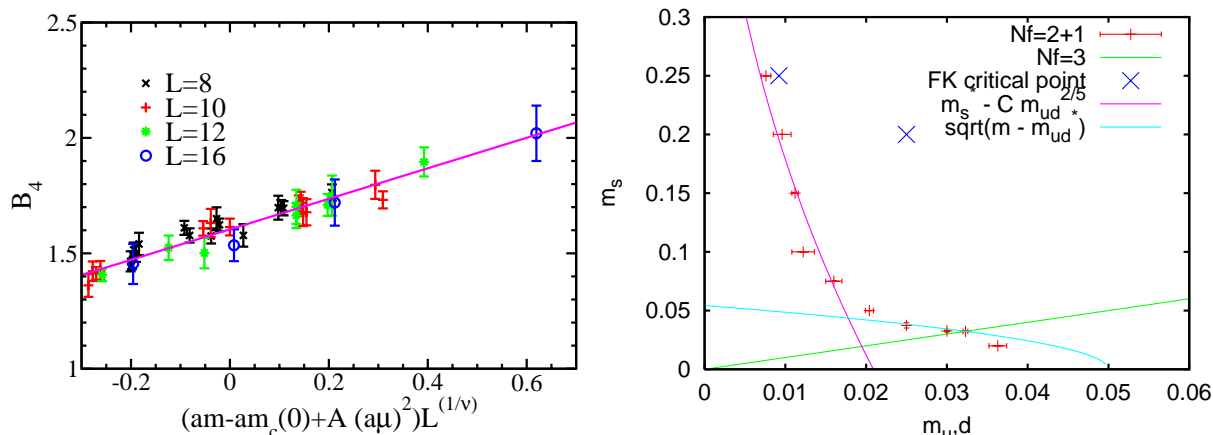 2.5
2
1.5
1
B4
L=8
L=10
L=12
L=16
-0.2
0
0.2
0.4
0.6
(am-amc(0)+A (aμ)²)L^(1/ν)
0.3
0.25
0.2
0.15
0.1
0.05
0
ms
Nf=2+1
Nf=3
FK critical point
ms* - C mud^2/5
sqrt(m - mud*)
0
0.01
0.02
0.03
0.04
0.05
0.06
mu,d